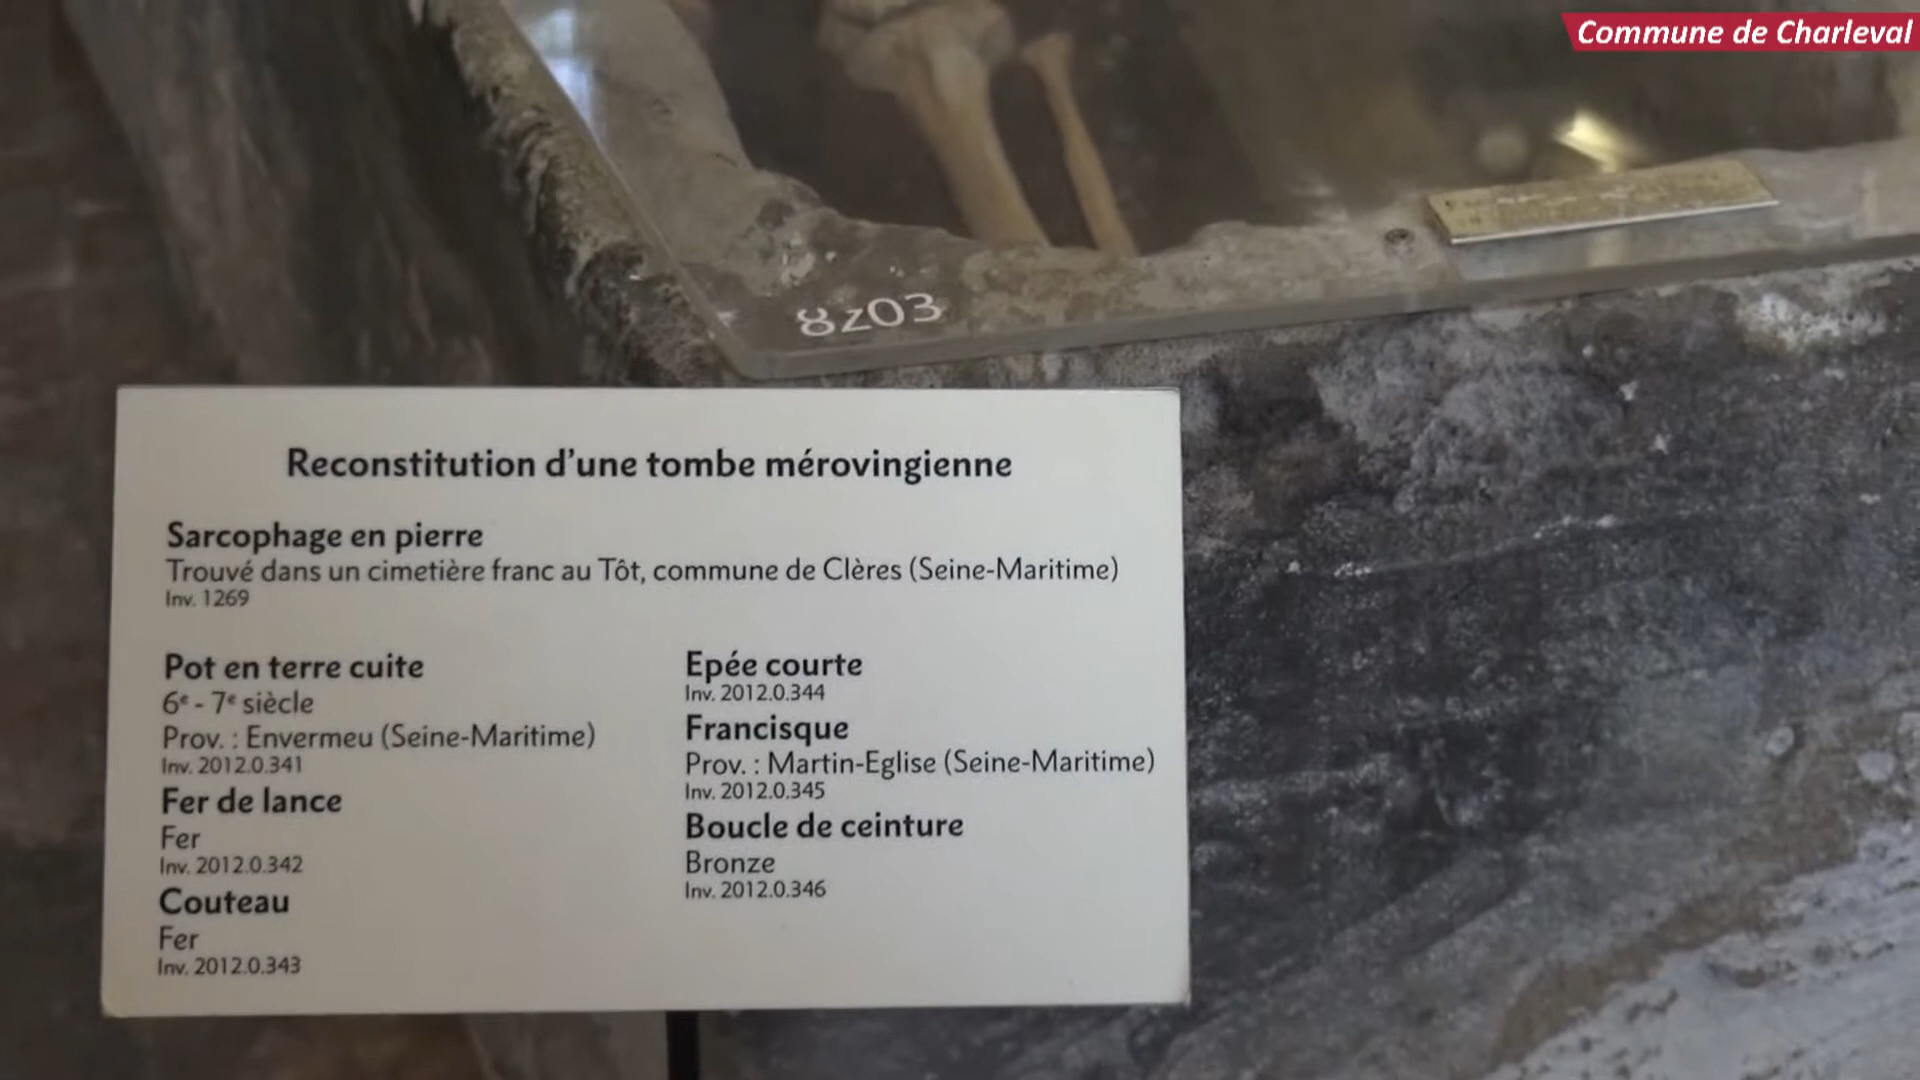 Commune de Charleval
Reconstitution d'une tombe mérovingienne
Sarcophage en pierre
Trouvé dans un cimetière franc au Tôt, commune de Clères (Seine-Maritime)
Inv. 1269
Pot en terre cuite
6e - 7e siècle
Prov. : Envermeu (Seine-Maritime)
Inv. 2012.0.341
Fer de lance
Fer
Inv. 2012.0.342
Couteau
Fer
Inv. 2012.0.343
Epée courte
Inv. 2012.0.344
Francisque
Prov. : Martin-Eglise (Seine-Maritime)
Inv. 2012.0.345
Boucle de ceinture
Bronze
Inv. 2012.0.346